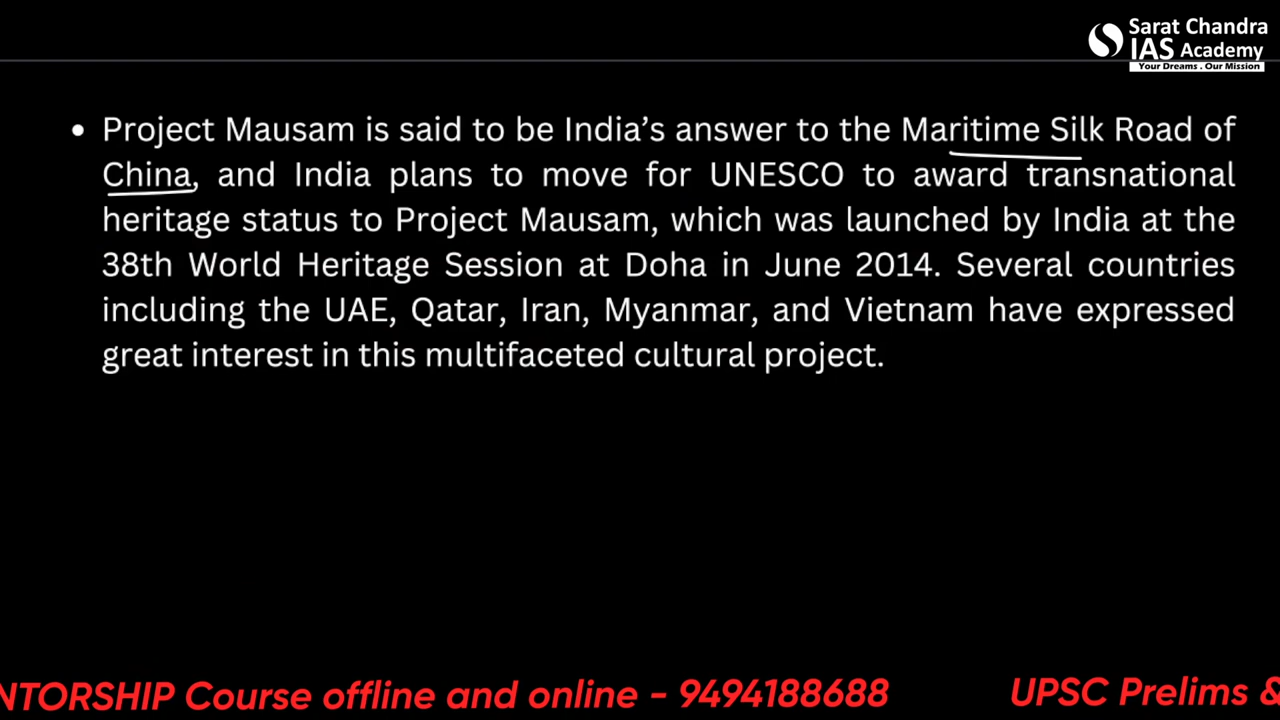 Sarat Chandra
IAS Academy
Your Dreams . Our Mission
• Project Mausam is said to be India’s answer to the Maritime Silk Road of
China, and India plans to move for UNESCO to award transnational
heritage status to Project Mausam, which was launched by India at the
38th World Heritage Session at Doha in June 2014. Several countries
including the UAE, Qatar, Iran, Myanmar, and Vietnam have expressed
great interest in this multifaceted cultural project.
NTORSHIP Course offline and online - 9494188688 UPSC Prelims &